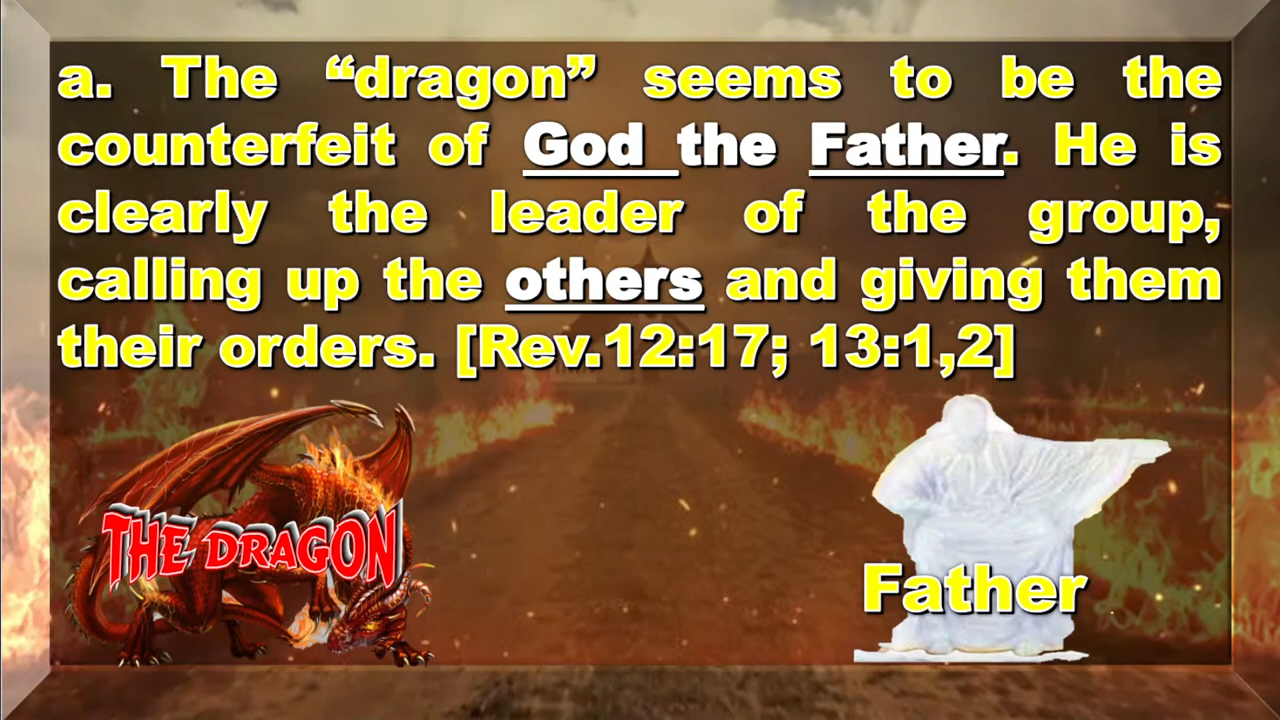 a. The “dragon” seems to be the
counterfeit of God the Father. He is
clearly the leader of the group,
calling up the others and giving them
their orders. [Rev.12:17; 13:1,2]
THE DRAGON
Father